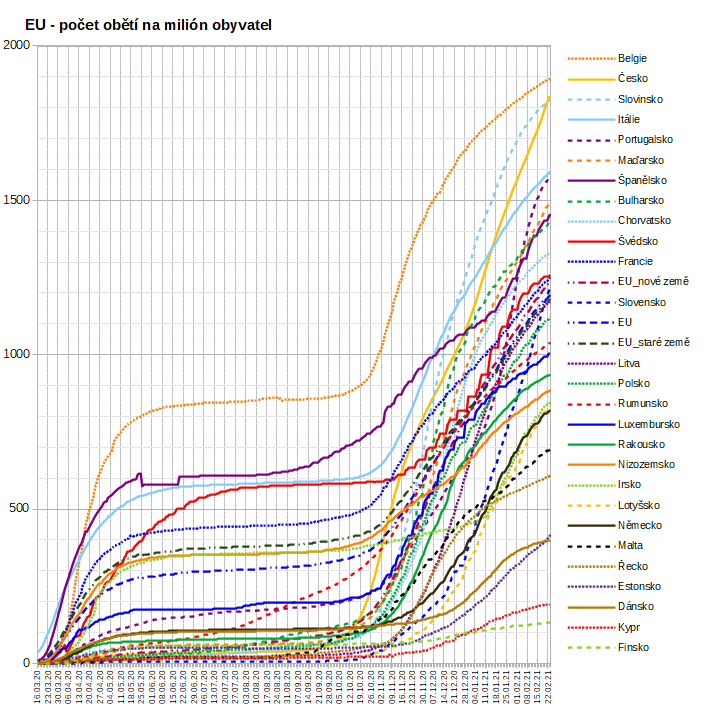 EU - počet obětí na milión obyvatel
2000
1500
1000
500
0
16.03.20
23.03.20
30.03.20
06.04.20
13.04.20
20.04.20
27.04.20
04.05.20
11.05.20
18.05.20
25.05.20
01.06.20
08.06.20
15.06.20
22.06.20
29.06.20
06.07.20
13.07.20
20.07.20
27.07.20
03.08.20
10.08.20
17.08.20
24.08.20
31.08.20
07.09.20
14.09.20
21.09.20
28.09.20
05.10.20
12.10.20
19.10.20
26.10.20
02.11.20
09.11.20
16.11.20
23.11.20
30.11.20
07.12.20
14.12.20
21.12.20
28.12.20
04.01.21
11.01.21
18.01.21
25.01.21
01.02.21
08.02.21
15.02.21
22.02.21
Belgie
Česko
Slovinsko
Itálie
Portugalsko
Maďarsko
Španělsko
Bulharsko
Chorvatsko
Švédsko
Francie
EU_nové země
Slovensko
EU
EU_staré země
Litva
Polsko
Rumunsko
Luxembursko
Rakousko
Nizozemsko
Irsko
Lotyšsko
Německo
Malta
Řecko
Estonsko
Dánsko
Kypr
Finsko